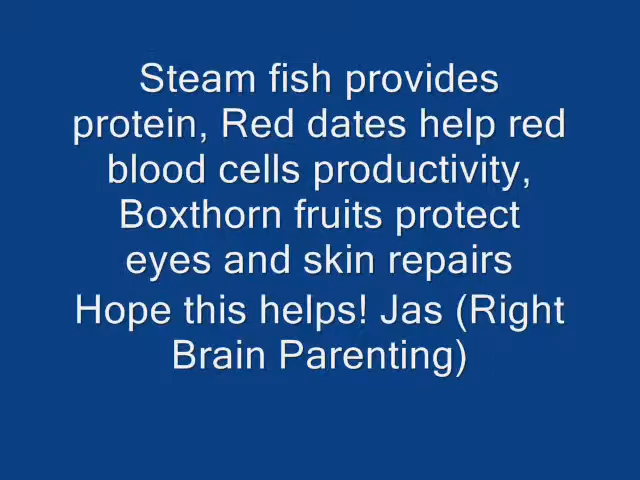 Steam fish provides
protein, Red dates help red
blood cells productivity,
Boxthorn fruits protect
eyes and skin repairs
Hope this helps! Jas (Right
Brain Parenting)